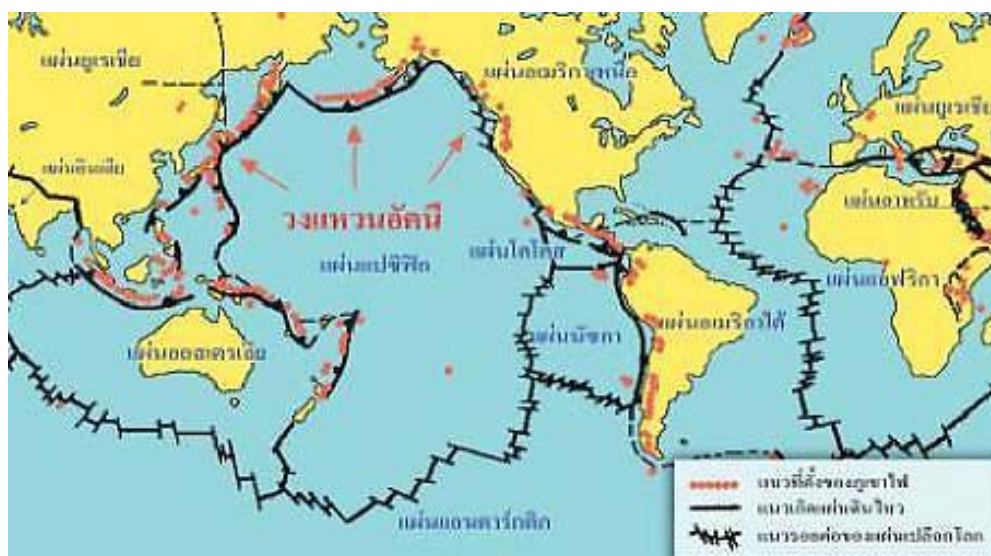 แผ่นยูเรเซีย
แผ่นอเมริกาเหนือ
แผ่นยูเรเซีย
แผ่นอินเดีย
แผ่นอาหรับ
วงแหวนอัคนี
แผ่นแปซิฟิก
แผ่นโคโคส
แผ่นแอฟริกา
แผ่นออสเตรเลีย
แผ่นนัซกา
แผ่นอเมริกาใต้
แผ่นแอนตาร์กติก
แนวที่ตั้งของภูเขาไฟ
แนวเกิดแผ่นดินไหว
แนวรอยต่อของแผ่นเปลือกโลก